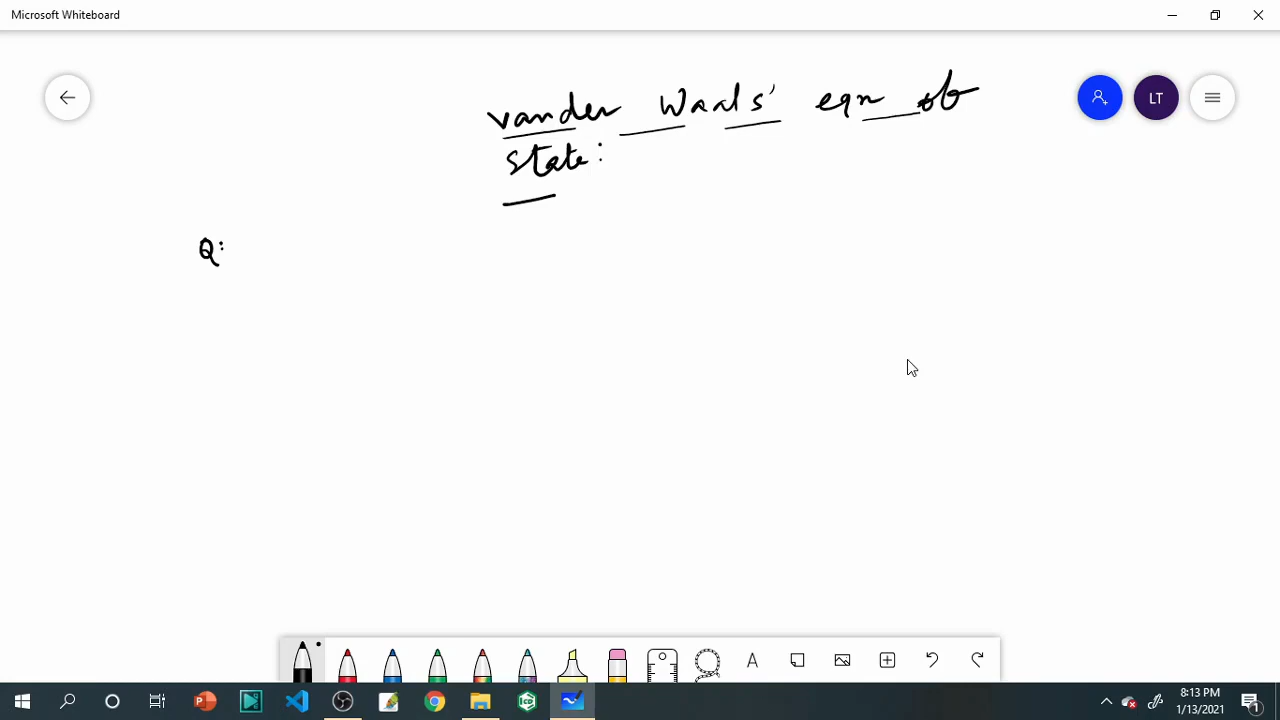 Microsoft Whiteboard
LT
vander Waals' eqn of
state:
Q:
A
8:13 PM
1/13/2021